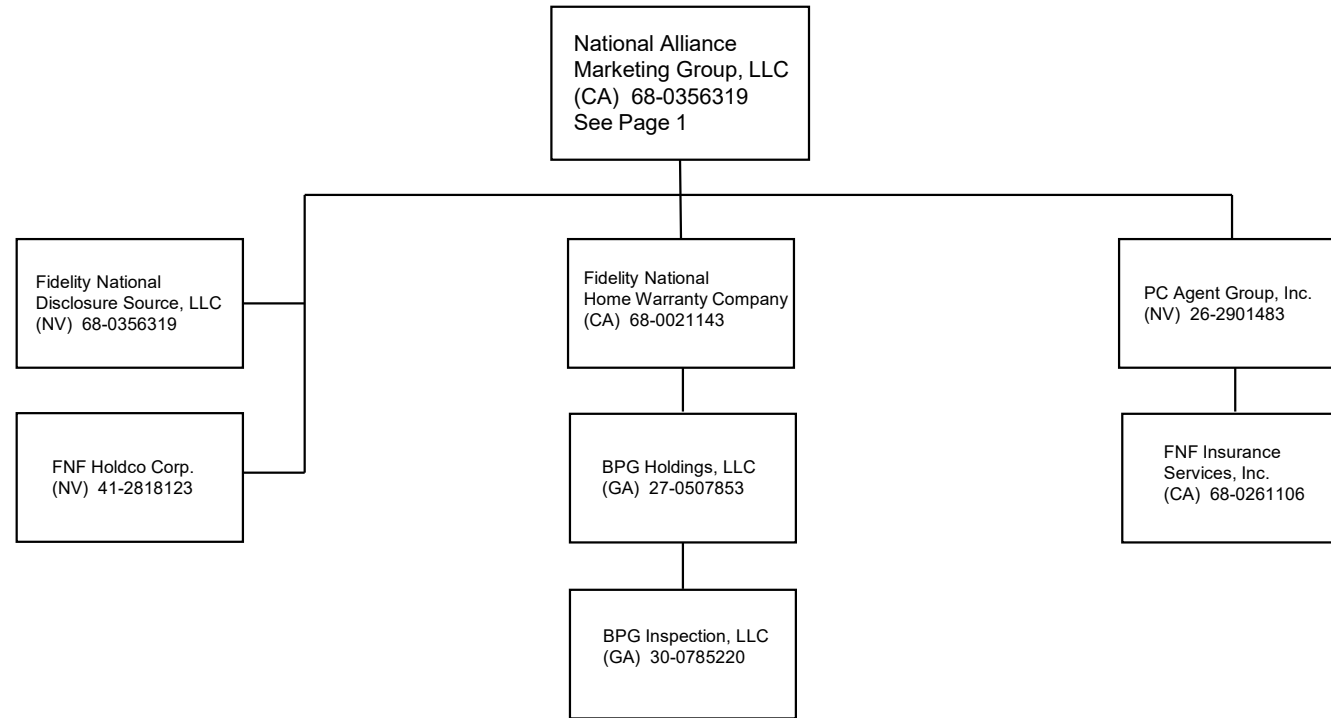 National Alliance
Marketing Group, LLC
(CA) 68-0356319
See Page 1
Fidelity National
Disclosure Source, LLC
(NV) 68-0356319
Fidelity National
Home Warranty Company
(CA) 68-0021143
PC Agent Group, Inc.
(NV) 26-2901483
FNF Holdco Corp.
(NV) 41-2818123
BPG Holdings, LLC
(GA) 27-0507853
FNF Insurance
Services, Inc.
(CA) 68-0261106
BPG Inspection, LLC
(GA) 30-0785220